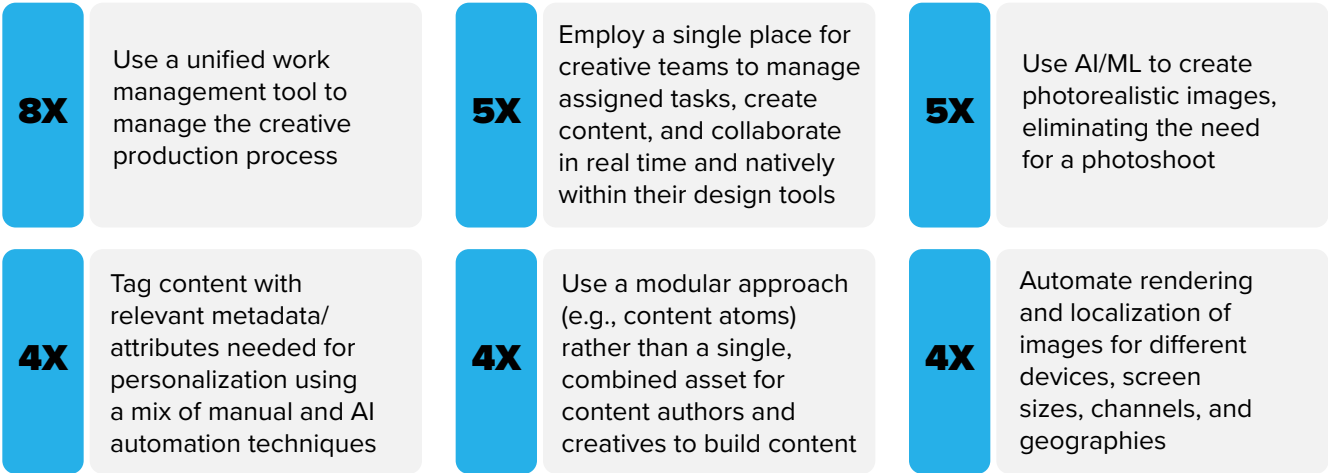 8X
Use a unified work
management tool to
manage the creative
production process
5X
Employ a single place for
creative teams to manage
assigned tasks, create
content, and collaborate
in real time and natively
within their design tools
5X
Use AI/ML to create
photorealistic images,
eliminating the need
for a photoshoot
4X
Tag content with
relevant metadata/
attributes needed for
personalization using
a mix of manual and AI
automation techniques
4X
Use a modular approach
(e.g., content atoms)
rather than a single,
combined asset for
content authors and
creatives to build content
4X
Automate rendering
and localization of
images for different
devices, screen
sizes, channels, and
geographies